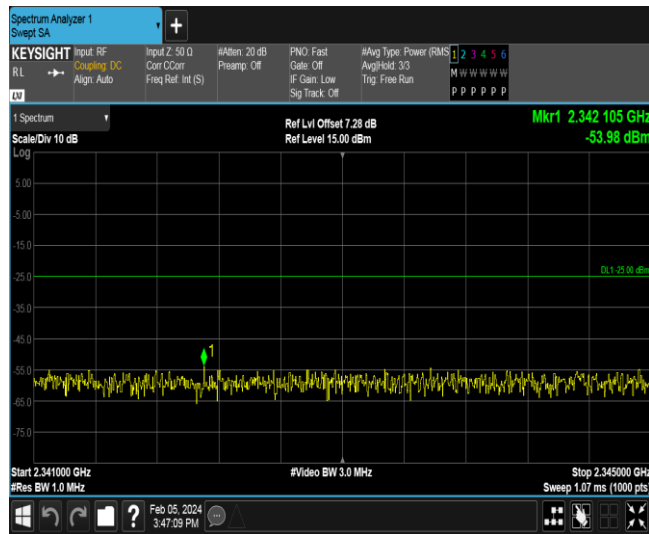 Spectrum Analyzer 1
Swept SA
KEYSIGHT
RL
LXI
Input: RF
Coupling: DC
Align: Auto
Input Z: 50 Ω
Corr CCorr
Freq Ref: Int (S)
#Atten: 20 dB
Preamp: Off
PNO: Fast
Gate: Off
IF Gain: Low
Sig Track: Off
#Avg Type: Power (RMS
Avg|Hold: 3/3
Trig: Free Run
1 2 3 4 5 6
M W W W W W
P P P P P P
1 Spectrum
Scale/Div 10 dB
Log
Ref Lvl Offset 7.28 dB
Ref Level 15.00 dBm
Mkr1 2.342 105 GHz
-53.98 dBm
5.00
-5.00
-15.0
-25.0
DL1 -25.00 dBm
-35.0
-45.0
1
-55.0
-65.0
-75.0
Start 2.341000 GHz
#Video BW 3.0 MHz
Stop 2.345000 GHz
#Res BW 1.0 MHz
Sweep 1.07 ms (1000 pts)
?
Feb 05, 2024
3:47:09 PM